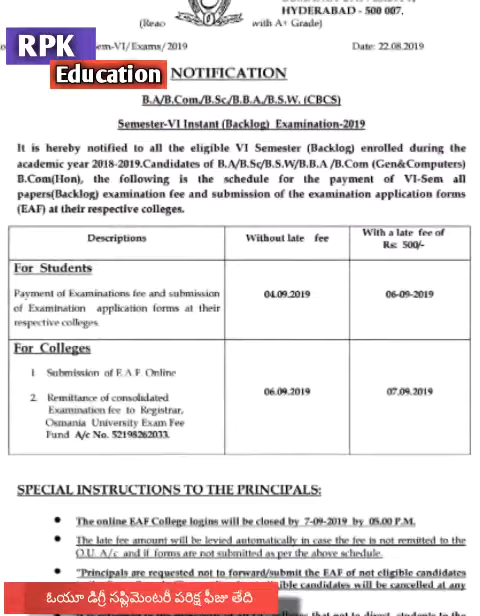 HYDERABAD - 500 007.
with A+ Grade)
RPK
Education
em-VI/Exams/2019
Date: 22.08.2019
NOTIFICATION
B.A/B.Com./B.Sc/B.B.A./B.S.W. (CBCS)
Semester-VI Instant (Backlog) Examination-2019
It is hereby notified to all the eligible VI Semester (Backlog) enrolled during the
academic year 2018-2019.Candidates of B.A/B.Sc/B.S.W/B.B.A /B.Com (Gen&Computers)
B.Com(Hon), the following is the schedule for the payment of VI-Sem all
papers(Backlog) examination fee and submission of the examination application forms
(EAF) at their respective colleges.
Descriptions
Without late fee
With a late fee of
Rs: 500/-
For Students
Payment of Examinations fee and submission
of Examination application forms at their
respective colleges.
04.09.2019
06-09-2019
For Colleges
1. Submission of E.A.F. Online
2. Remittance of consolidated
Examination fee to Registrar,
Osmania University Exam Fee
Fund A/c No. 52198262033.
06.09.2019
07.09.2019
SPECIAL INSTRUCTIONS TO THE PRINCIPALS:
• The online EAF College logins will be closed by 7-09-2019 by 05.00 P.M.
• The late fee amount will be levied automatically in case the fee is not remitted to the
O.U. A/c and if forms are not submitted as per the above schedule.
• "Principals are requested not to forward/submit the EAF of not eligible candidates
candidates will be cancelled at any
ఓయూ డిగ్రీ సప్లిమెంటరీ పరీక్ష ఫీజు తేది